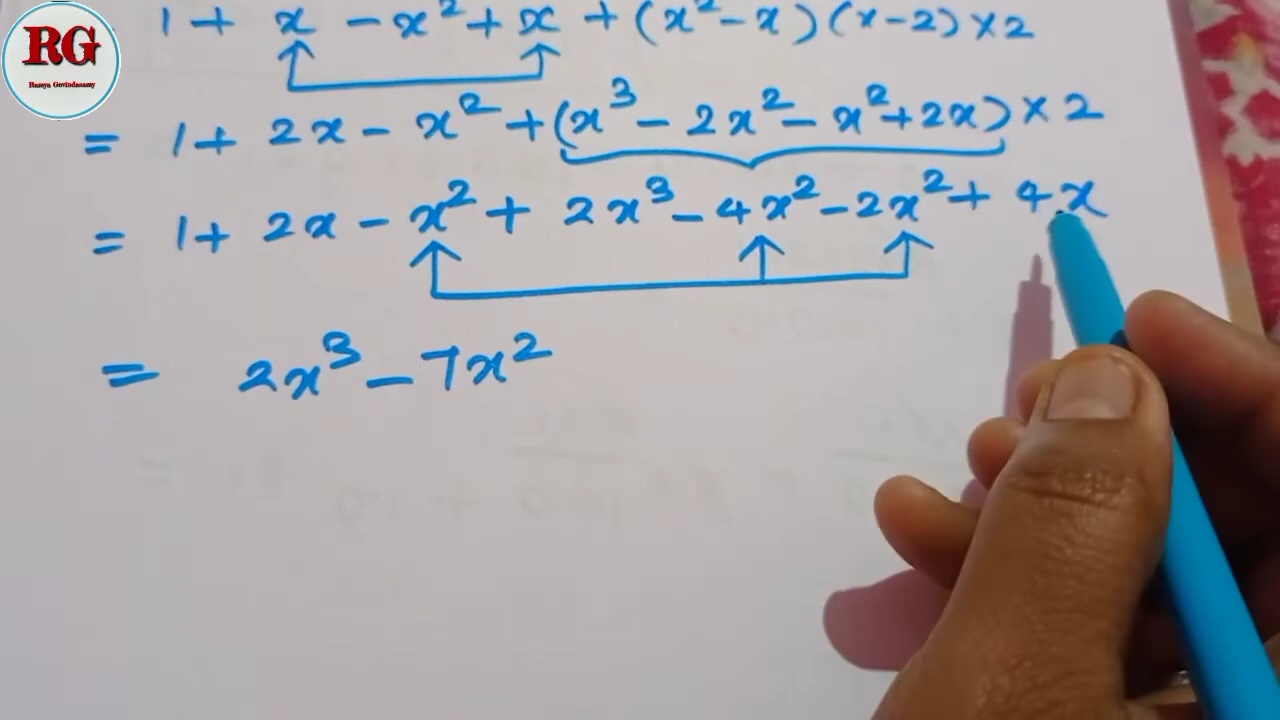 1 + x - x² + x + (x² - x) (x-2) × 2
RG
Ramya Govindasamy
= 1 + 2x - x² + (x³ - 2x² - x² + 2x) × 2
= 1 + 2x - x² + 2x³ - 4x² - 2x² + 4x
= 2x³ - 7x²